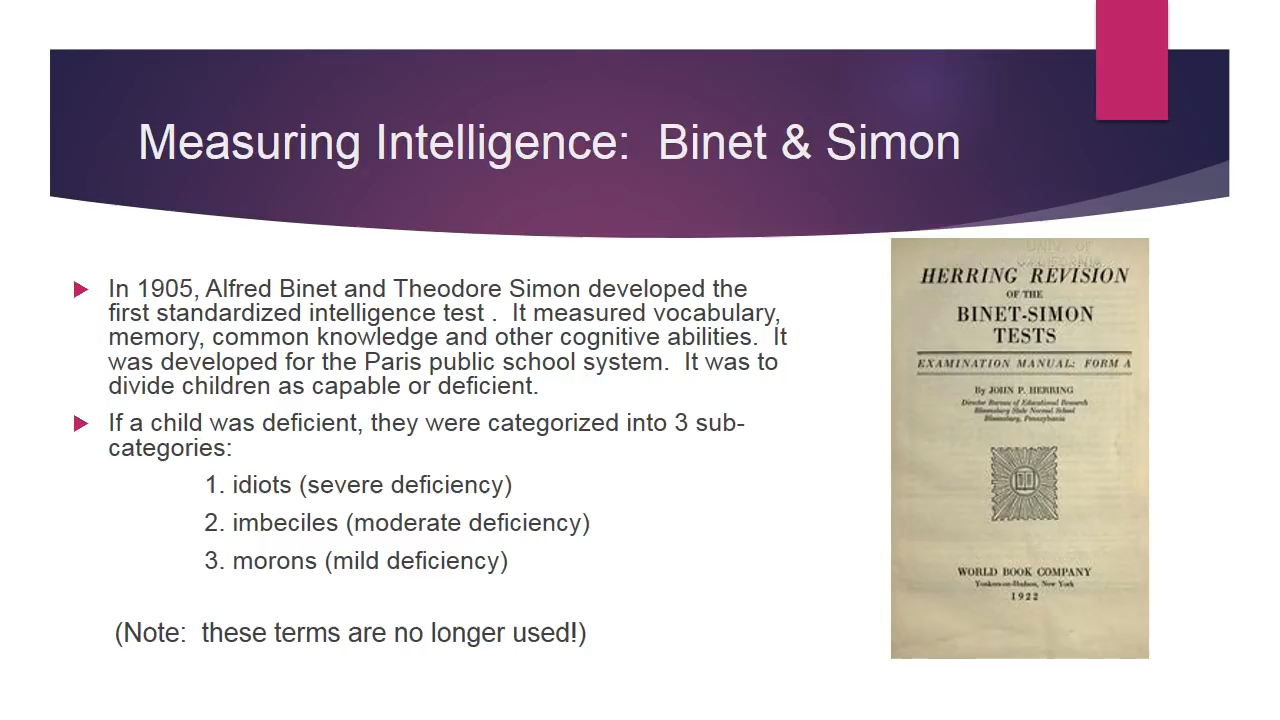 Measuring Intelligence:  Binet & Simon
In 1905, Alfred Binet and Theodore Simon developed the
first standardized intelligence test .  It measured vocabulary,
memory, common knowledge and other cognitive abilities.  It
was developed for the Paris public school system.  It was to
divide children as capable or deficient.
If a child was deficient, they were categorized into 3 sub-
categories:
1. idiots (severe deficiency)
2. imbeciles (moderate deficiency)
3. morons (mild deficiency)
(Note:  these terms are no longer used!)
UNIV. OF
CALIFORNIA
HERRING REVISION
OF THE
BINET-SIMON
TESTS
EXAMINATION MANUAL: FORM A
By JOHN P. HERRING
Director Bureau of Educational Research
Bloomsburg State Normal School
Bloomsburg, Pennsylvania
WORLD BOOK COMPANY
Yonkers-on-Hudson, New York
1922